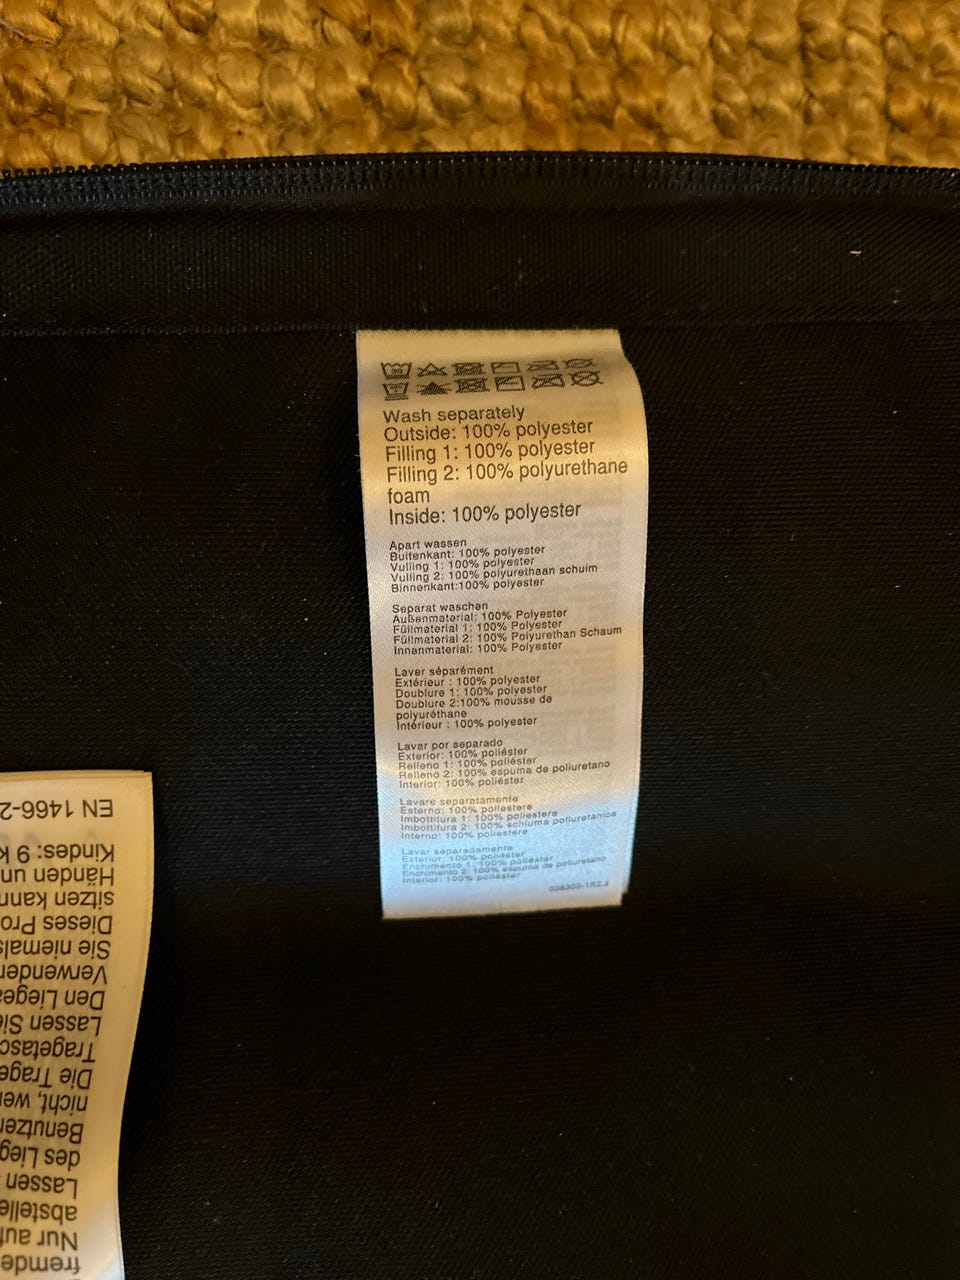 Wash separately
Outside: 100% polyester
Filling 1: 100% polyester
Filling 2: 100% polyurethane
foam
Inside: 100% polyester
Apart wassen
Buitenkant: 100% polyester
Vulling 1: 100% polyester
Vulling 2: 100% polyurethaan schuim
Binnenkant:100% polyester
Separat waschen
Außenmaterial: 100% Polyester
Füllmaterial 1: 100% Polyester
Füllmaterial 2: 100% Polyurethan Schaum
Innenmaterial: 100% Polyester
Laver séparément
Extérieur : 100% polyester
Doublure 1: 100% polyester
Doublure 2:100% mousse de
polyuréthane
Intérieur : 100% polyester
Lavar por separado
Exterior: 100% poliéster
Relleno 1: 100% poliéster
Relleno 2: 100% espuma de poliuretano
Interior: 100% poliéster
Lavare separatamente
Esterno: 100% poliestere
Imbottitura 1: 100% poliestere
Imbottitura 2: 100% schiuma poliuretanica
Interno: 100% poliestere
Lavar separadamente
Exterior: 100% poliéster
Enchimento 1: 100% poliéster
Enchimento 2: 100% espuma de poliuretano
Interior: 100% poliéster
fremde
Nur auf
abstelle
Lassen
des Lieg
Benutzen
nicht, wen
Die Trage
Tragetasc
Lassen Sie
Den Liegea
Verwenden
Sie niemals
Dieses Pro
sitzen kann
Händen un
Kindes: 9 k
EN 1466-2